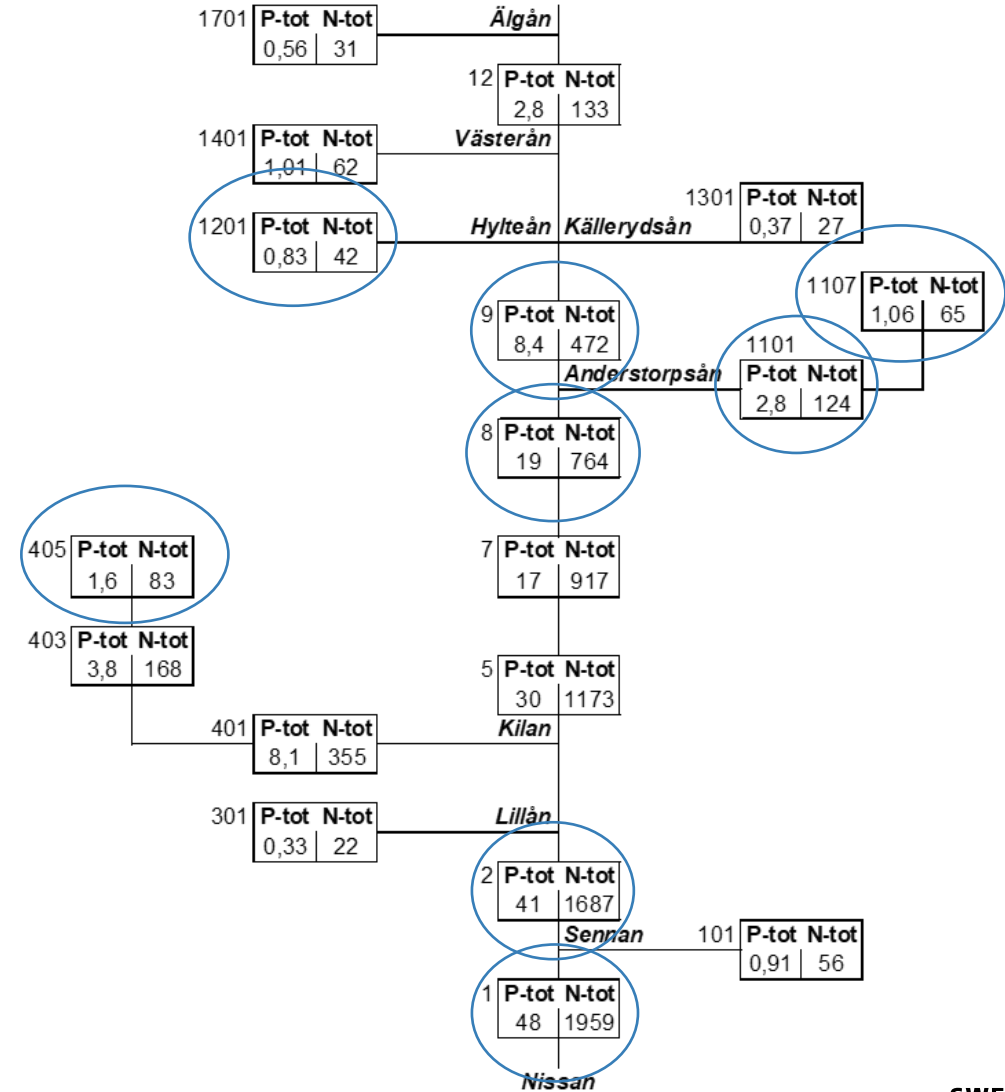 1701 P-tot N-tot Älgån
0,56 31
12 P-tot N-tot
2,8 133
1401 P-tot N-tot Västerån
1,01 62
1301 P-tot N-tot
0,37 27
1201 P-tot N-tot Hylteån Källerydsån
0,83 42
1107 P-tot N-tot
1,06 65
9 P-tot N-tot
8,4 472
1101
Anderstorpsån P-tot N-tot
2,8 124
8 P-tot N-tot
19 764
405 P-tot N-tot
1,6 83
7 P-tot N-tot
17 917
403 P-tot N-tot
3,8 168
5 P-tot N-tot
30 1173
401 P-tot N-tot Kilan
8,1 355
301 P-tot N-tot Lillån
0,33 22
2 P-tot N-tot
41 1687
Sennan 101 P-tot N-tot
0,91 56
1 P-tot N-tot
48 1959
Nissan